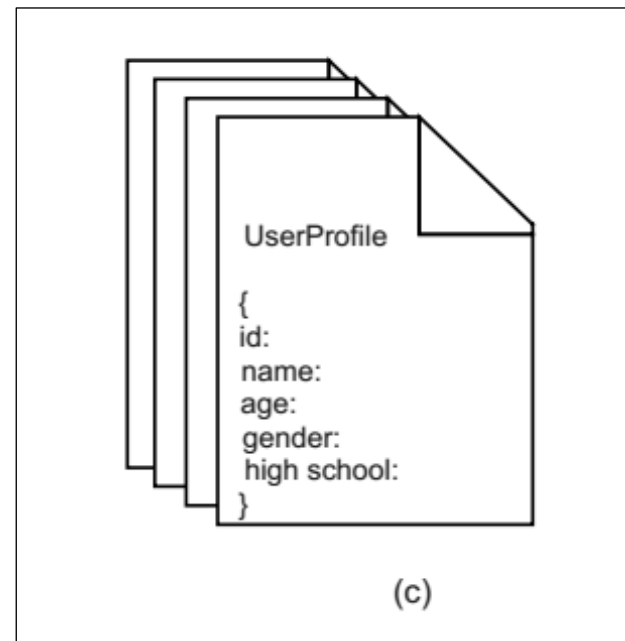 UserProfile
{
id:
name:
age:
gender:
high school:
}
(c)